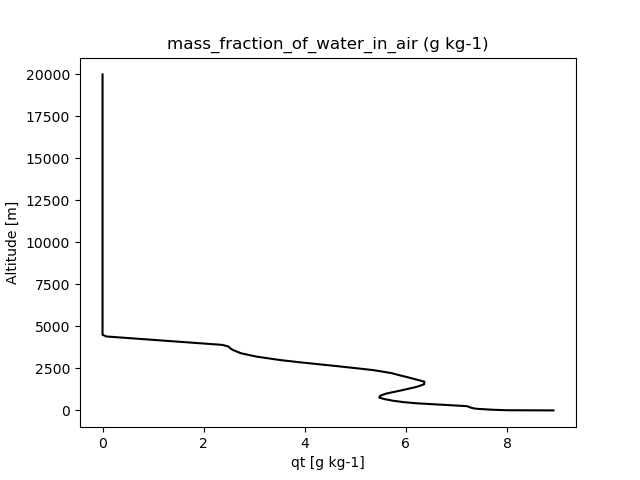 mass_fraction_of_water_in_air (g kg-1)
20000
17500
15000
12500
10000
7500
5000
2500
0
Altitude [m]
0 2 4 6 8
qt [g kg-1]